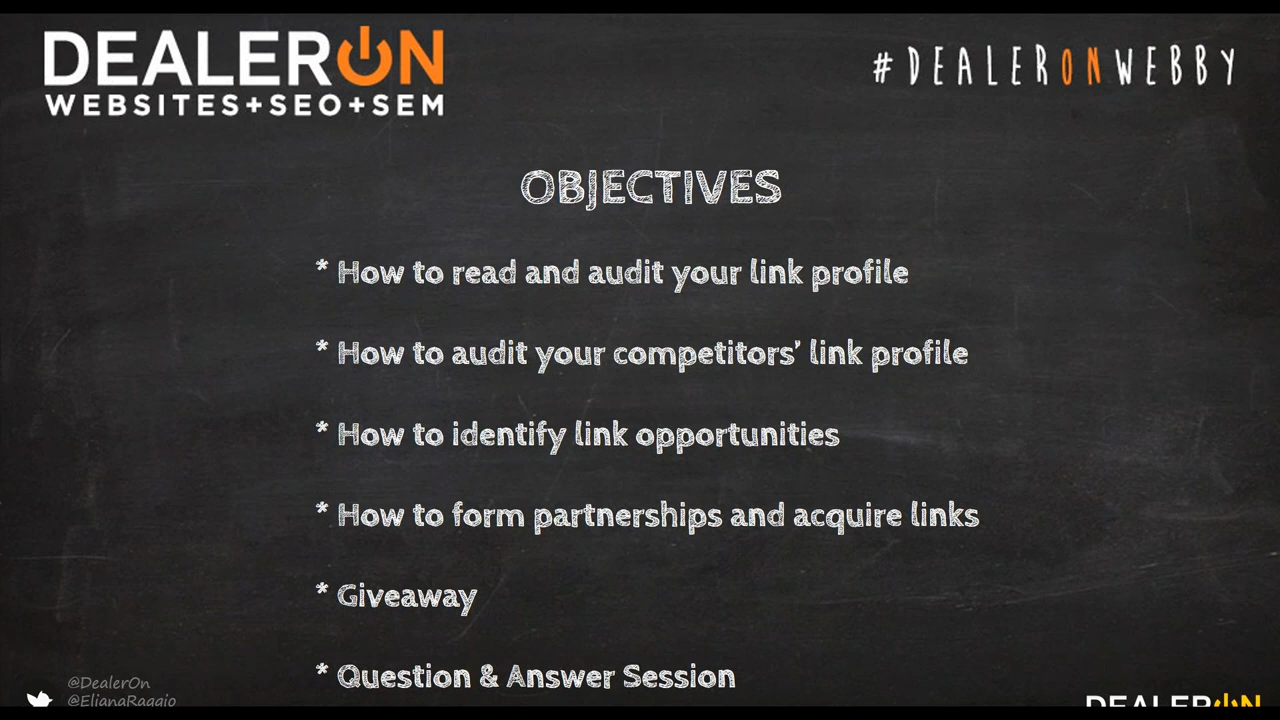 DEALERON
#DEALERONWEBBY
WEBSITES+SEO+SEM
OBJECTIVES
* How to read and audit your link profile
* How to audit your competitors' link profile
* How to identify link opportunities
* How to form partnerships and acquire links
* Giveaway
* Question & Answer Session
@DealerOn
@ElianaRaggio
DEALERON